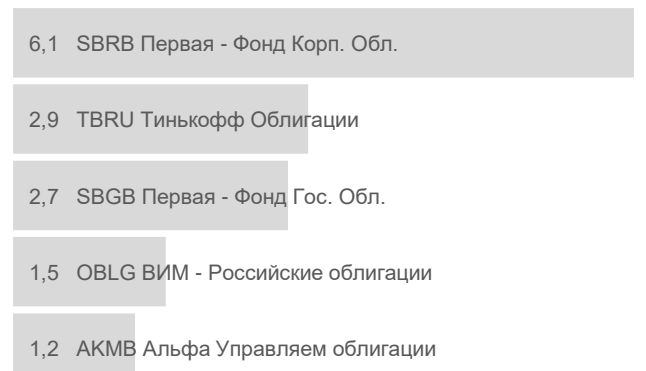 6,1 SBRB Первая - Фонд Корп. Обл.
2,9 TBRU Тинькофф Облигации
2,7 SBGB Первая - Фонд Гос. Обл.
1,5 OBLG ВИМ - Российские облигации
1,2 AKMB Альфа Управляем облигации